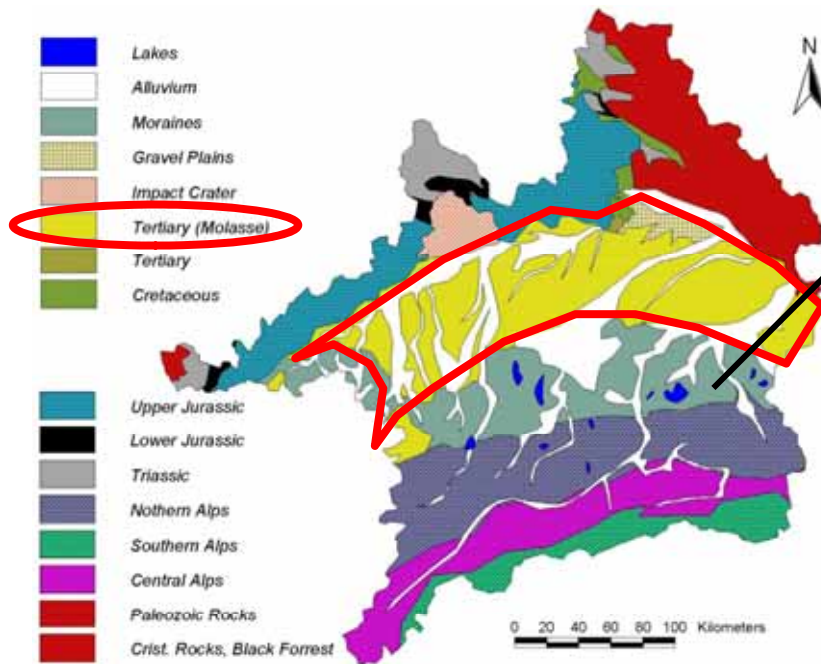 Lakes
Alluvium
Moraines
Gravel Plains
Impact Crater
Tertiary (Molasse)
Tertiary
Cretaceous
Upper Jurassic
Lower Jurassic
Triassic
Nothern Alps
Southern Alps
Central Alps
Paleozoic Rocks
Crist. Rocks, Black Forrest
N
0 20 40 60 80 100 Kilometers